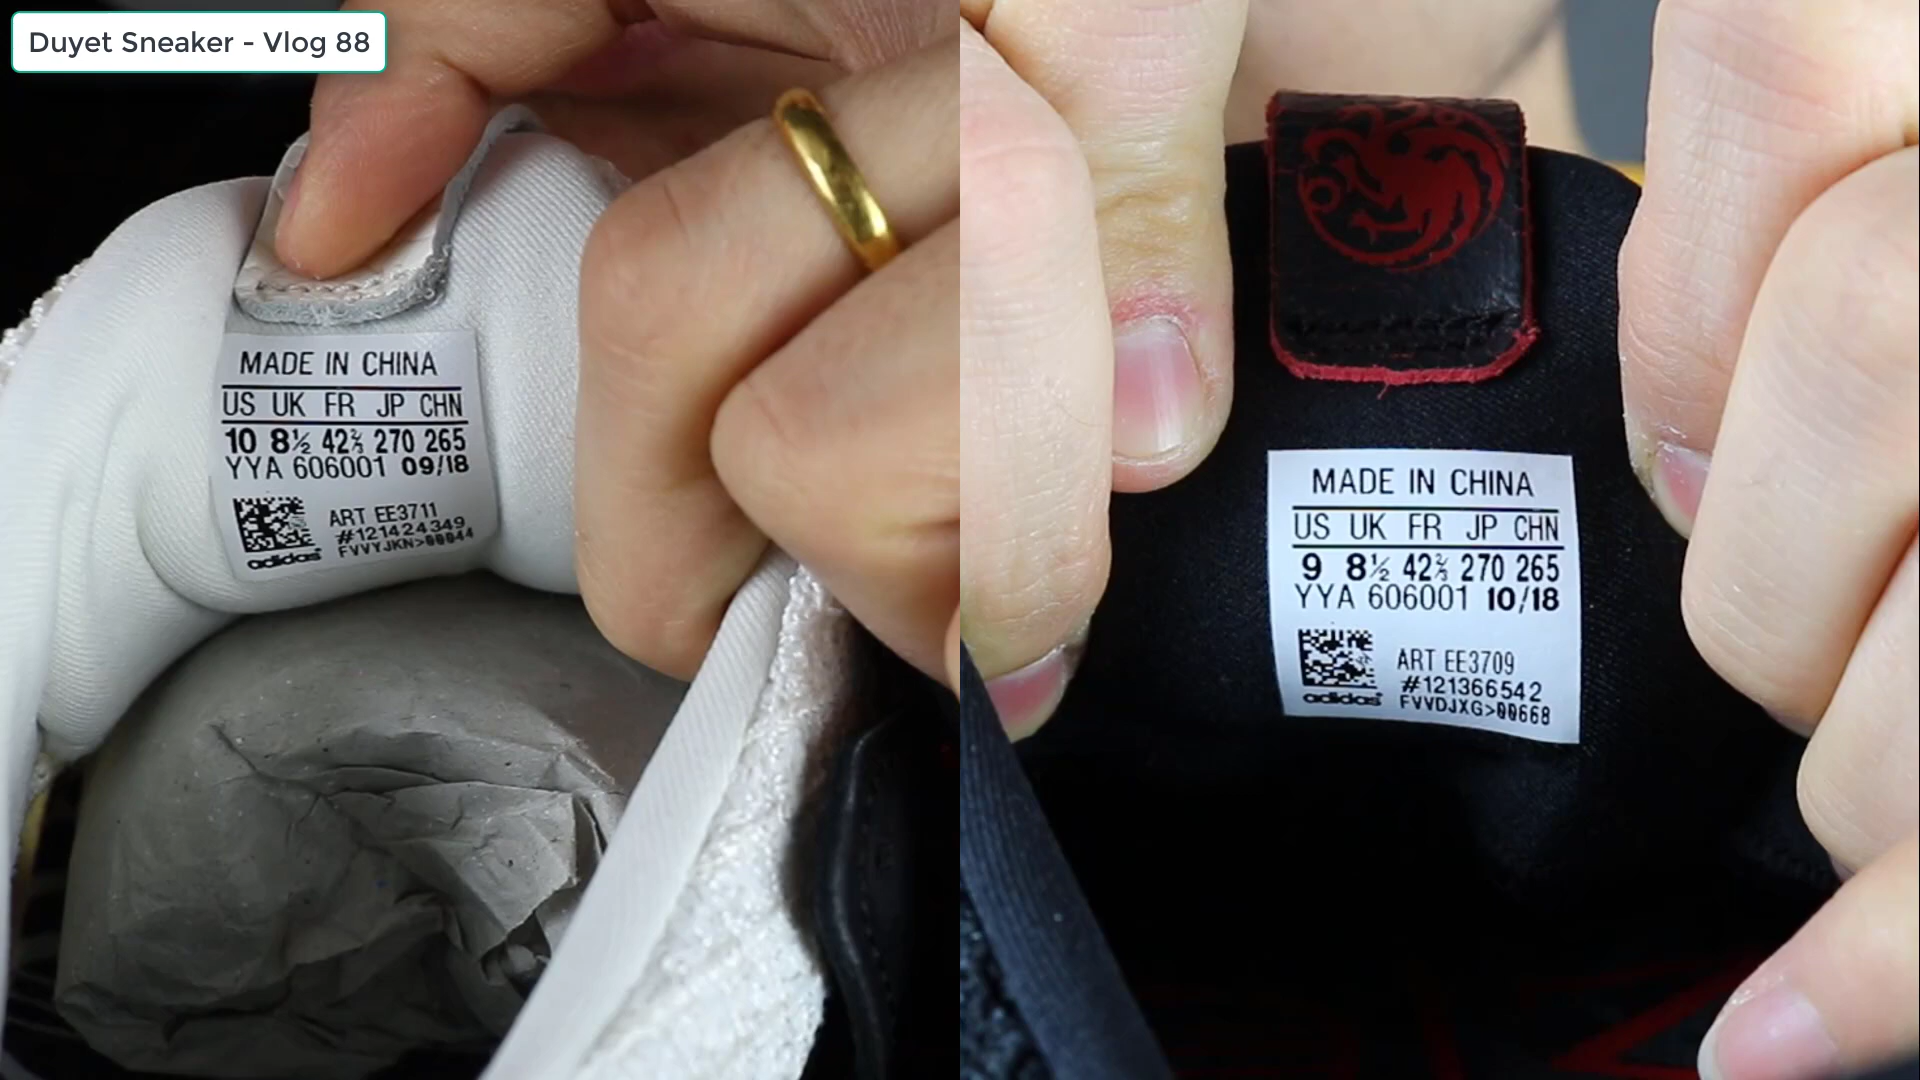 Duyet Sneaker - Vlog 88
MADE IN CHINA
US UK FR JP CHN
10 8½ 42⅔ 270 265
YYA 606001 09/18
ART EE3711
#121424349
FVVYJKN>00044
adidas
MADE IN CHINA
US UK FR JP CHN
9 8½ 42⅔ 270 265
YYA 606001 10/18
ART EE3709
#121366542
FVVDJXG>00668
adidas